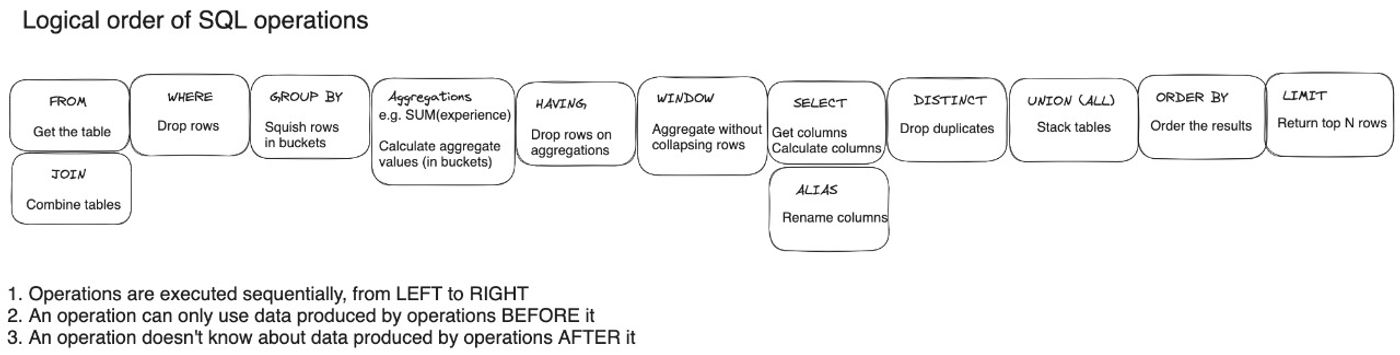 Logical order of SQL operations
FROM
Get the table
JOIN
Combine tables
WHERE
Drop rows
GROUP BY
Squish rows
in buckets
Aggregations
e.g. SUM(experience)
Calculate aggregate
values (in buckets)
HAVING
Drop rows on
aggregations
WINDOW
Aggregate without
collapsing rows
SELECT
Get columns
Calculate columns
ALIAS
Rename columns
DISTINCT
Drop duplicates
UNION (ALL)
Stack tables
ORDER BY
Order the results
LIMIT
Return top N rows
1. Operations are executed sequentially, from LEFT to RIGHT
2. An operation can only use data produced by operations BEFORE it
3. An operation doesn't know about data produced by operations AFTER it